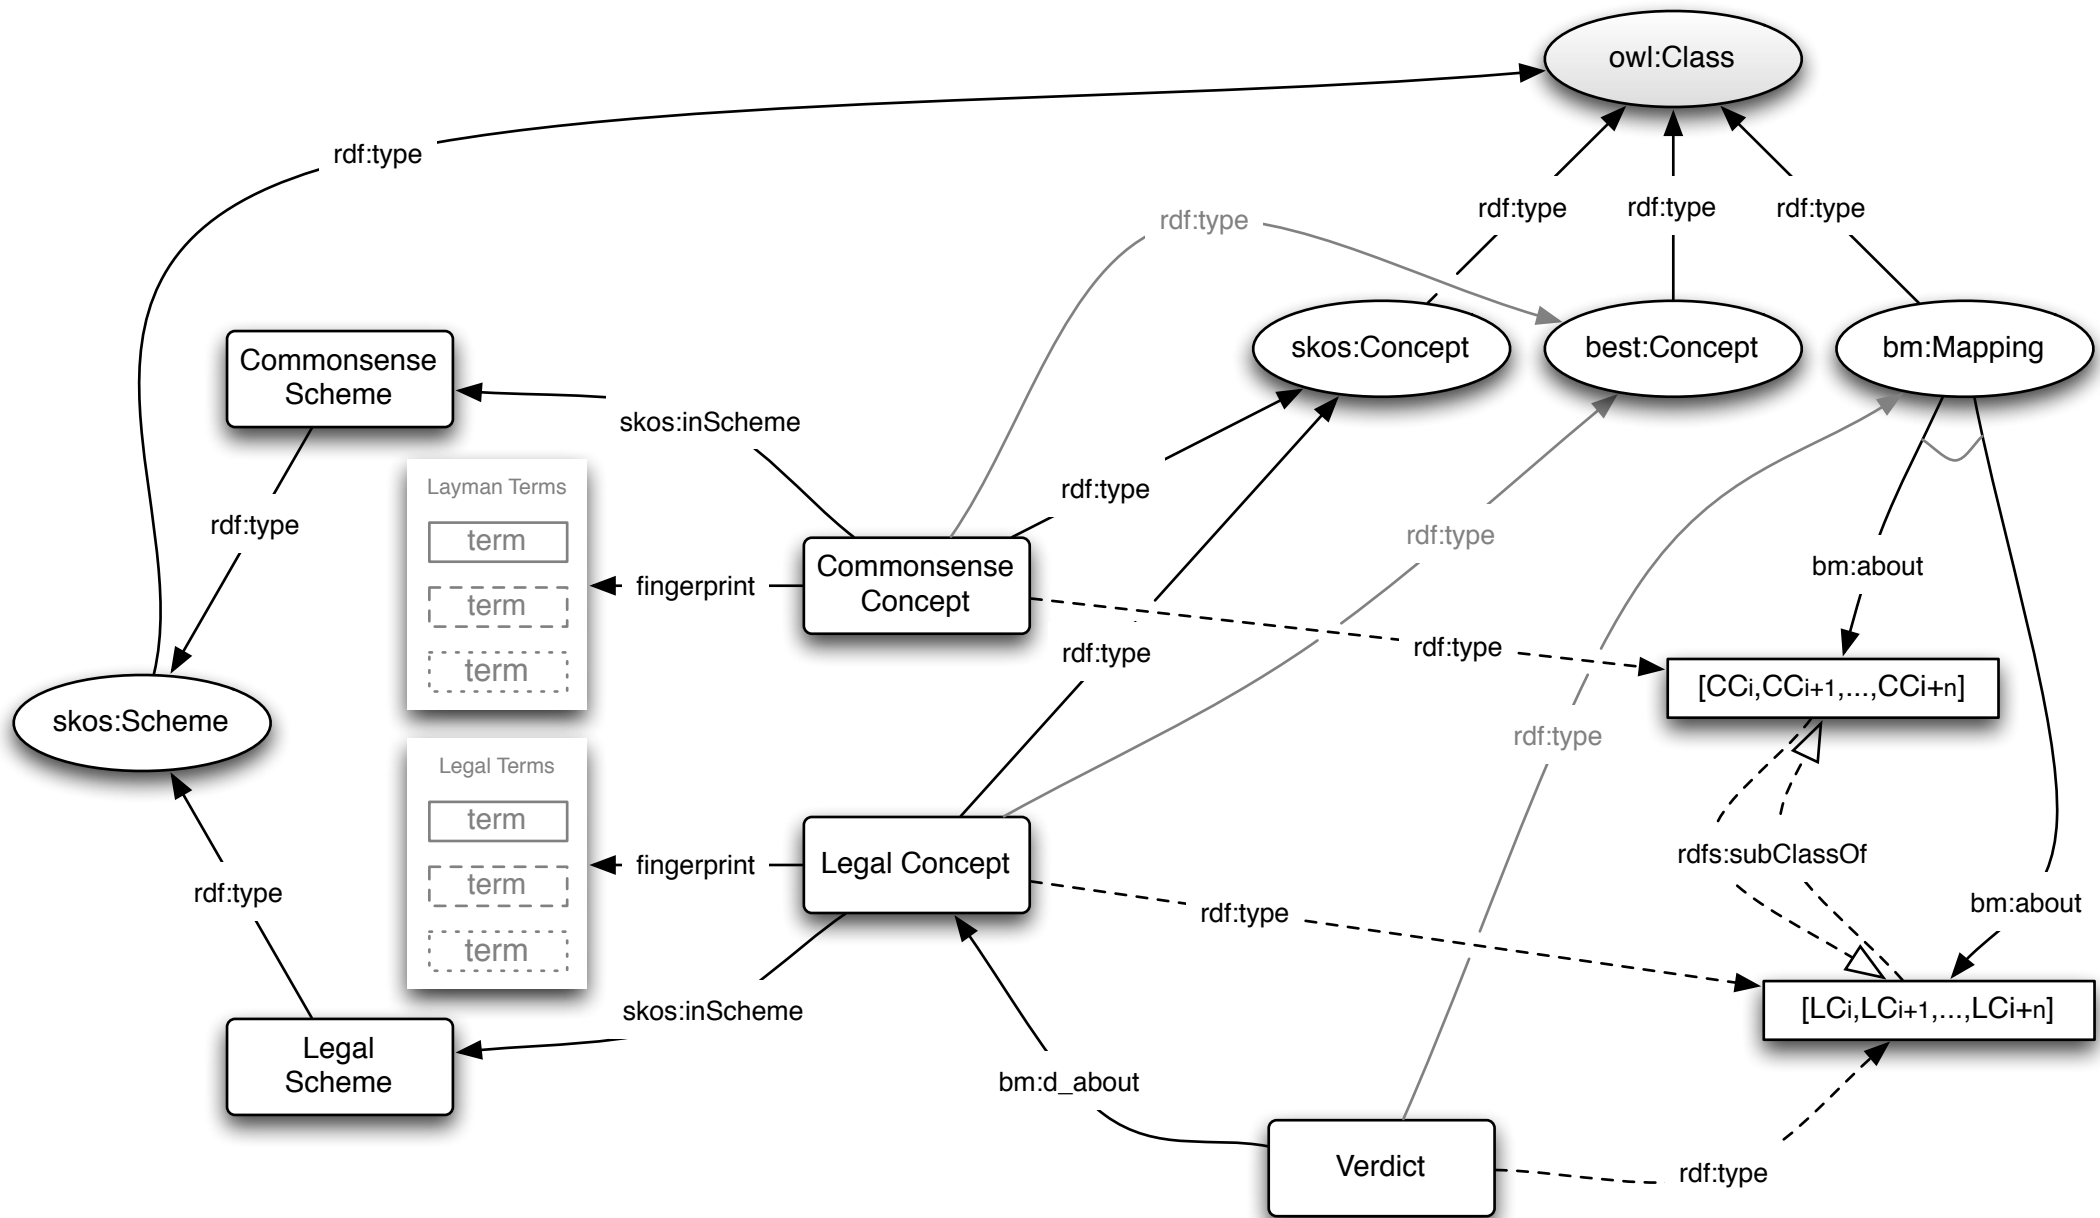 owl:Class
rdf:type
rdf:type
rdf:type
rdf:type
rdf:type
skos:Concept
best:Concept
bm:Mapping
Commonsense
Scheme
skos:inScheme
Layman Terms
term
term
term
rdf:type
rdf:type
rdf:type
Commonsense
Concept
fingerprint
bm:about
rdf:type
rdf:type
[CCi,CCi+1,...,CCi+n]
skos:Scheme
rdf:type
Legal Terms
term
term
term
fingerprint
Legal Concept
rdfs:subClassOf
rdf:type
rdf:type
bm:about
skos:inScheme
[LCi,LCi+1,...,LCi+n]
Legal
Scheme
bm:d_about
Verdict
rdf:type